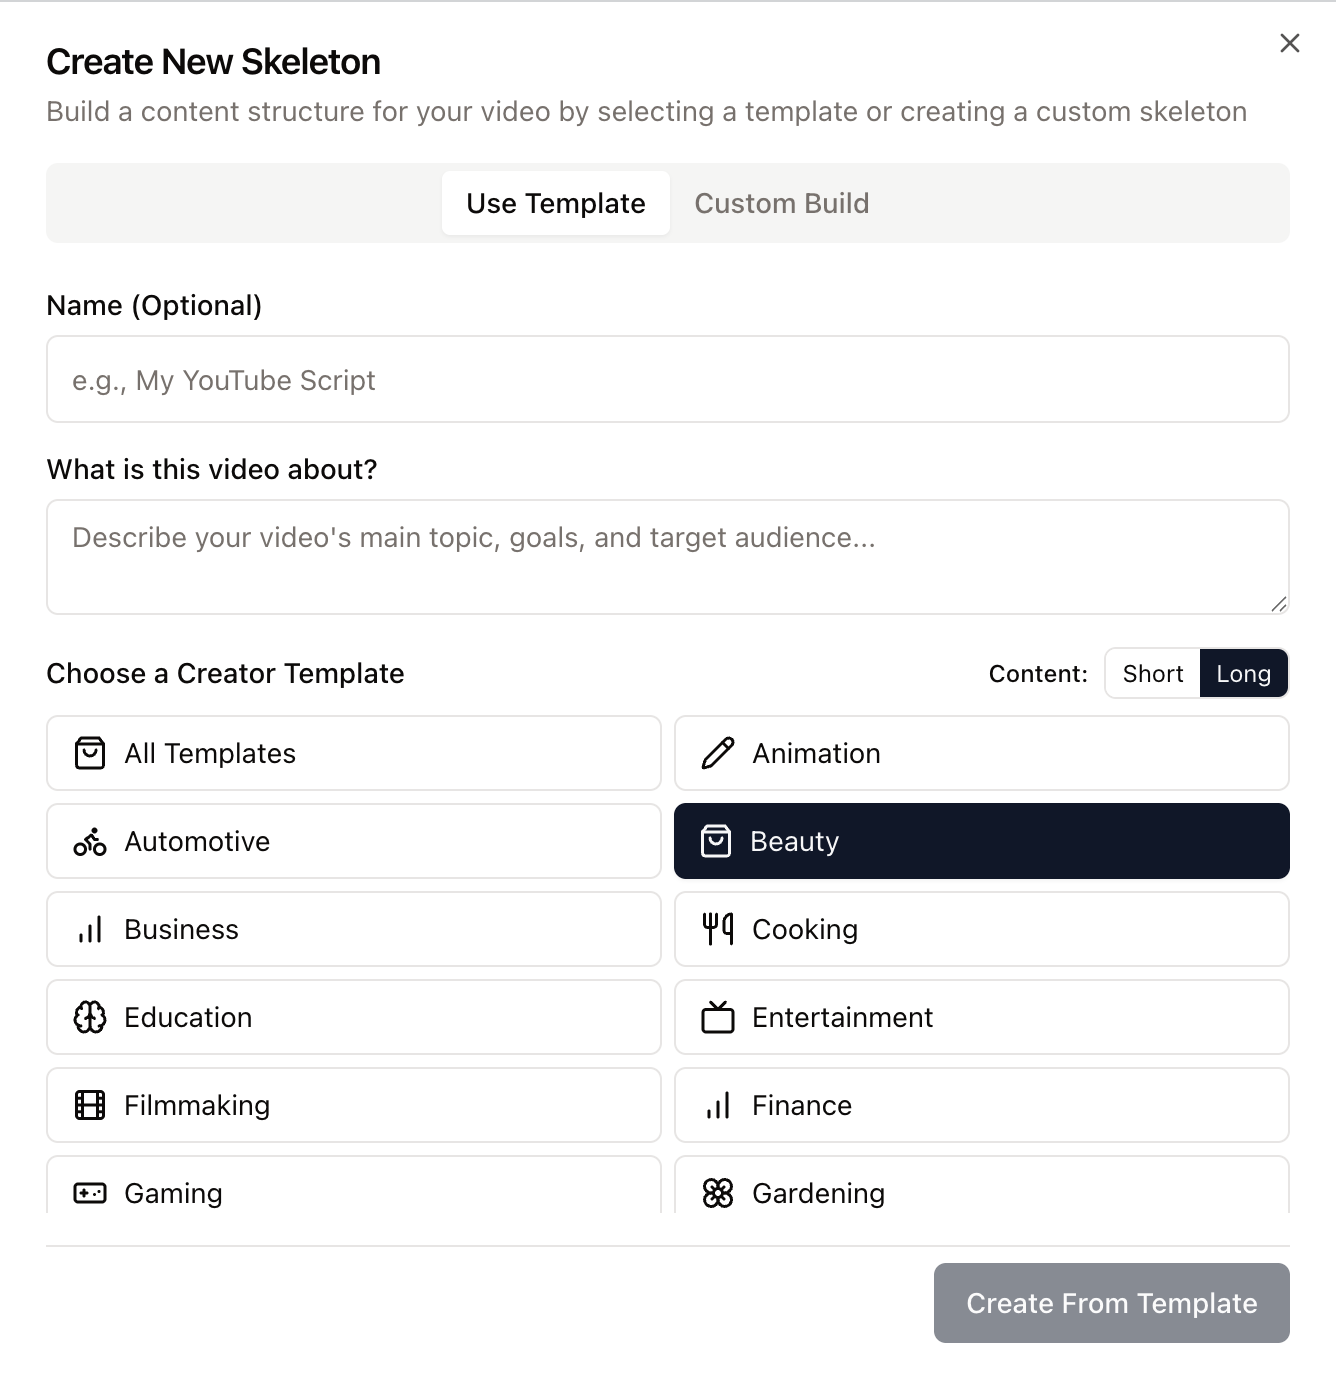 Create New Skeleton
Build a content structure for your video by selecting a template or creating a custom skeleton
Use Template
Custom Build
Name (Optional)
e.g., My YouTube Script
What is this video about?
Describe your video's main topic, goals, and target audience...
Choose a Creator Template
Content:
Short
Long
All Templates
Animation
Automotive
Beauty
Business
Cooking
Education
Entertainment
Filmmaking
Finance
Gaming
Gardening
Create From Template